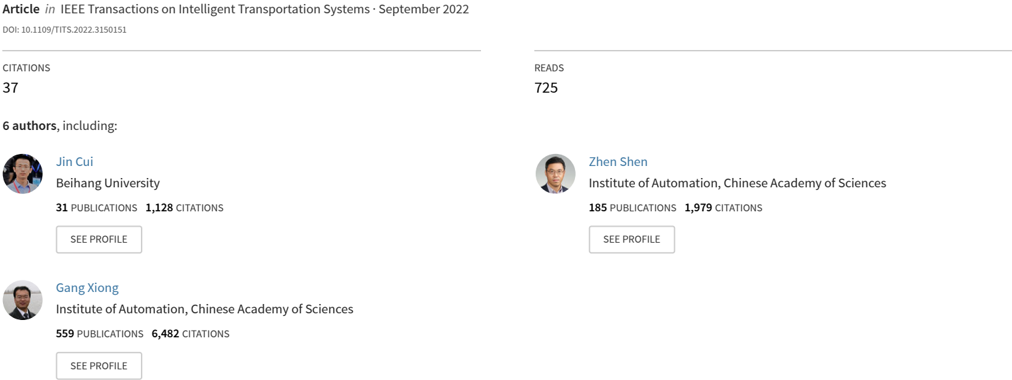 Article in IEEE Transactions on Intelligent Transportation Systems · September 2022
DOI: 10.1109/TITS.2022.3150151
CITATIONS
37
READS
725
6 authors, including:
Jin Cui
Beihang University
31 PUBLICATIONS 1,128 CITATIONS
SEE PROFILE
Zhen Shen
Institute of Automation, Chinese Academy of Sciences
185 PUBLICATIONS 1,979 CITATIONS
SEE PROFILE
Gang Xiong
Institute of Automation, Chinese Academy of Sciences
559 PUBLICATIONS 6,482 CITATIONS
SEE PROFILE